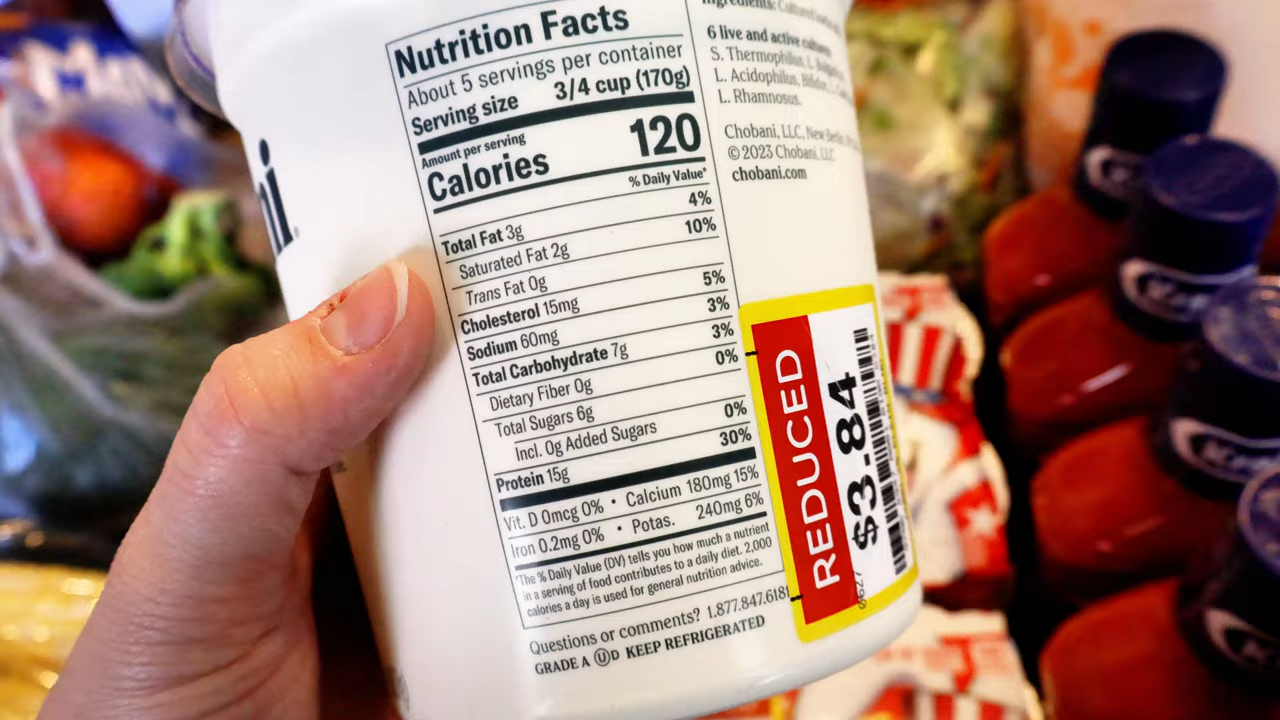 Nutrition Facts
About 5 servings per container
Serving size 3/4 cup (170g)
Amount per serving
Calories 120
% Daily Value*
Total Fat 3g 4%
Saturated Fat 2g 10%
Trans Fat 0g
Cholesterol 15mg 5%
Sodium 60mg 3%
Total Carbohydrate 7g 3%
Dietary Fiber 0g 0%
Total Sugars 6g
Incl. 0g Added Sugars 0%
Protein 15g 30%
Vit. D 0mcg 0% • Calcium 180mg 15%
Iron 0.2mg 0% • Potas. 240mg 6%
*The % Daily Value (DV) tells you how much a nutrient
in a serving of food contributes to a daily diet. 2,000
calories a day is used for general nutrition advice.
Questions or comments? 1.877.847.6181
GRADE A UD KEEP REFRIGERATED
Ingredients: Cultured
6 live and active cultures
S. Thermophilus, L.
L. Acidophilus,
L. Rhamnosus.
Chobani, LLC, New
© 2023 Chobani, LLC
chobani.com
REDUCED
$3.84